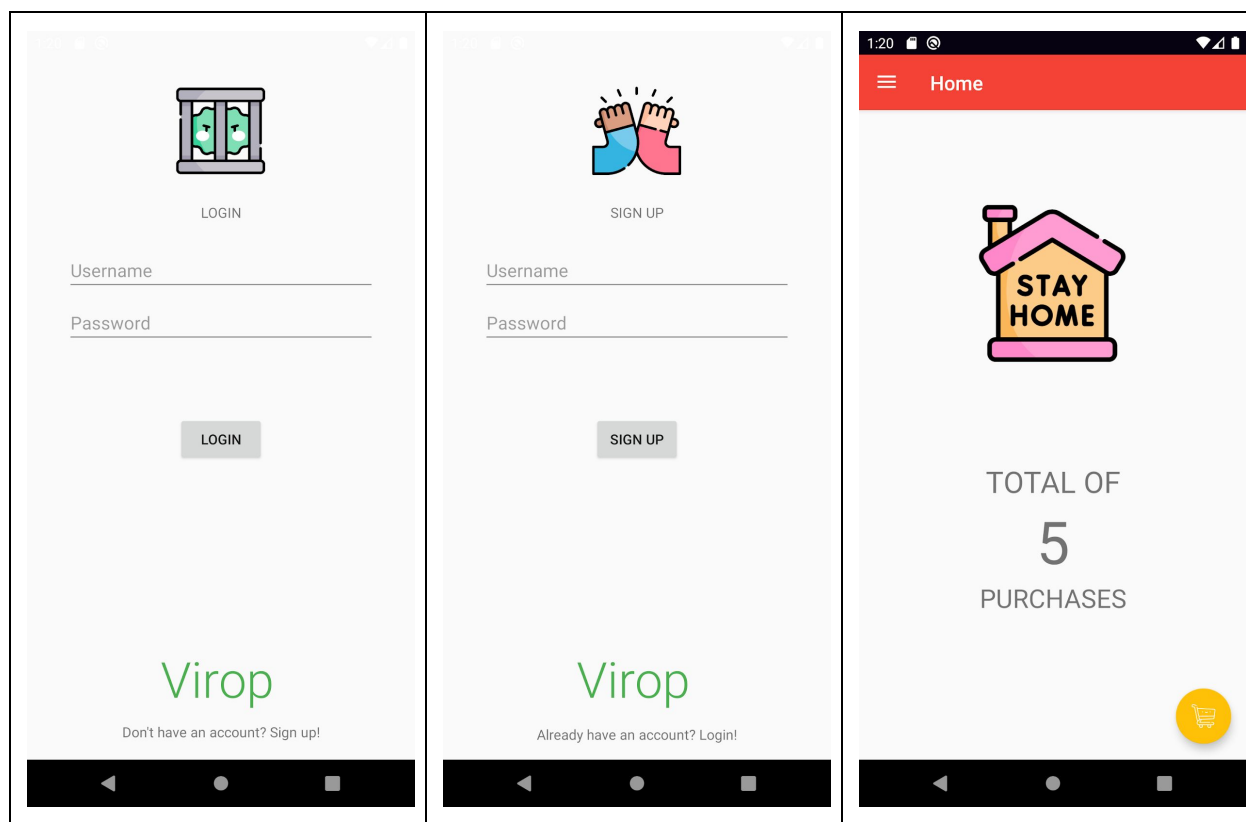 LOGIN
Username
Password
LOGIN
Virop
Don't have an account? Sign up!
SIGN UP
Username
Password
SIGN UP
Virop
Already have an account? Login!
1:20
Home
STAY
HOME
TOTAL OF
5
PURCHASES